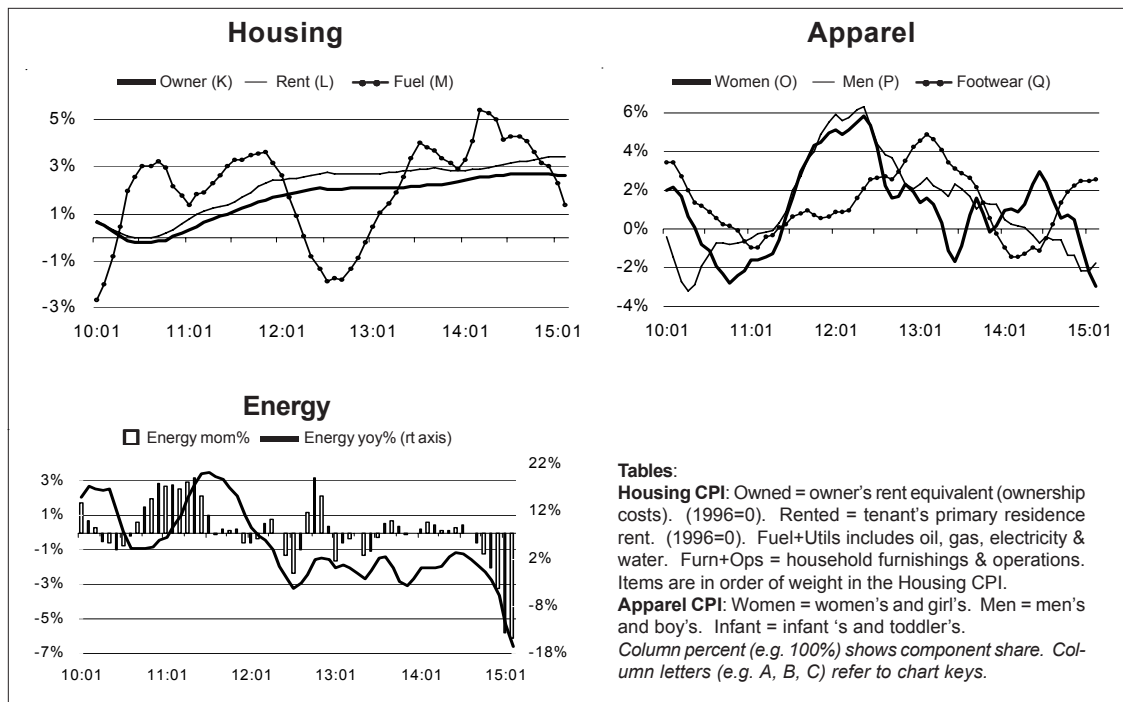 Housing
Owner (K) Rent (L) Fuel (M)
5%
3%
1%
-1%
-3%
10:01 11:01 12:01 13:01 14:01 15:01
Apparel
Women (O) Men (P) Footwear (Q)
6%
4%
2%
0%
-2%
-4%
10:01 11:01 12:01 13:01 14:01 15:01
Energy
Energy mom% Energy yoy% (rt axis)
3%
1%
-1%
-3%
-5%
-7%
22%
12%
2%
-8%
-18%
10:01 11:01 12:01 13:01 14:01 15:01
Tables:
Housing CPI: Owned = owner's rent equivalent (ownership
costs). (1996=0). Rented = tenant's primary residence
rent. (1996=0). Fuel+Utils includes oil, gas, electricity &
water. Furn+Ops = household furnishings & operations.
Items are in order of weight in the Housing CPI.
Apparel CPI: Women = women's and girl's. Men = men's
and boy's. Infant = infant 's and toddler's.
Column percent (e.g. 100%) shows component share. Col-
umn letters (e.g. A, B, C) refer to chart keys.